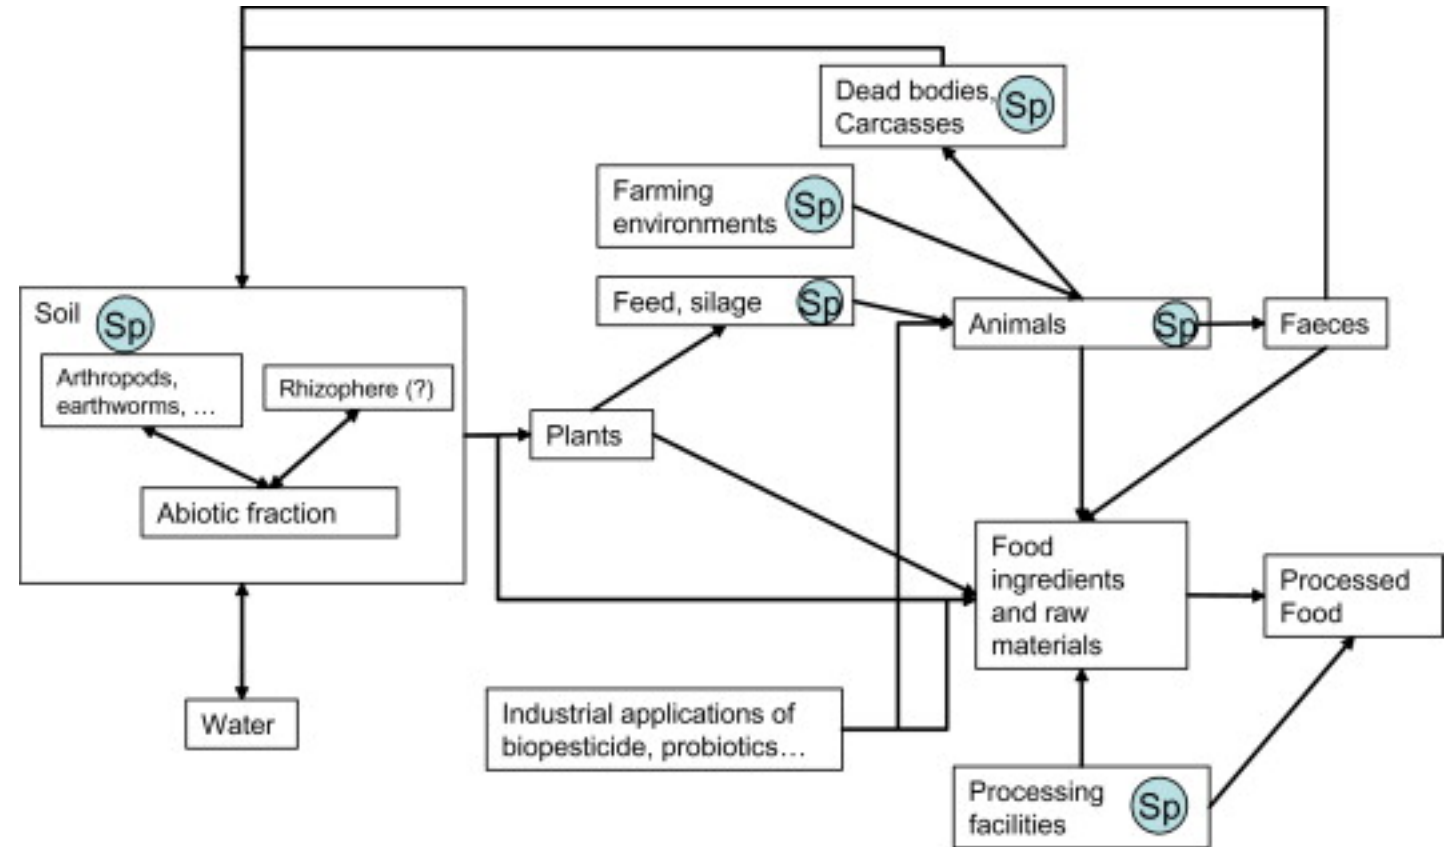 Dead bodies,
Carcasses
Sp
Farming
environments
Sp
Feed, silage
Sp
Animals
Sp
Faeces
Soil
Sp
Arthropods,
earthworms, …
Rhizophere (?)
Abiotic fraction
Plants
Food
ingredients
and raw
materials
Processed
Food
Water
Industrial applications of
biopesticide, probiotics…
Processing
facilities
Sp